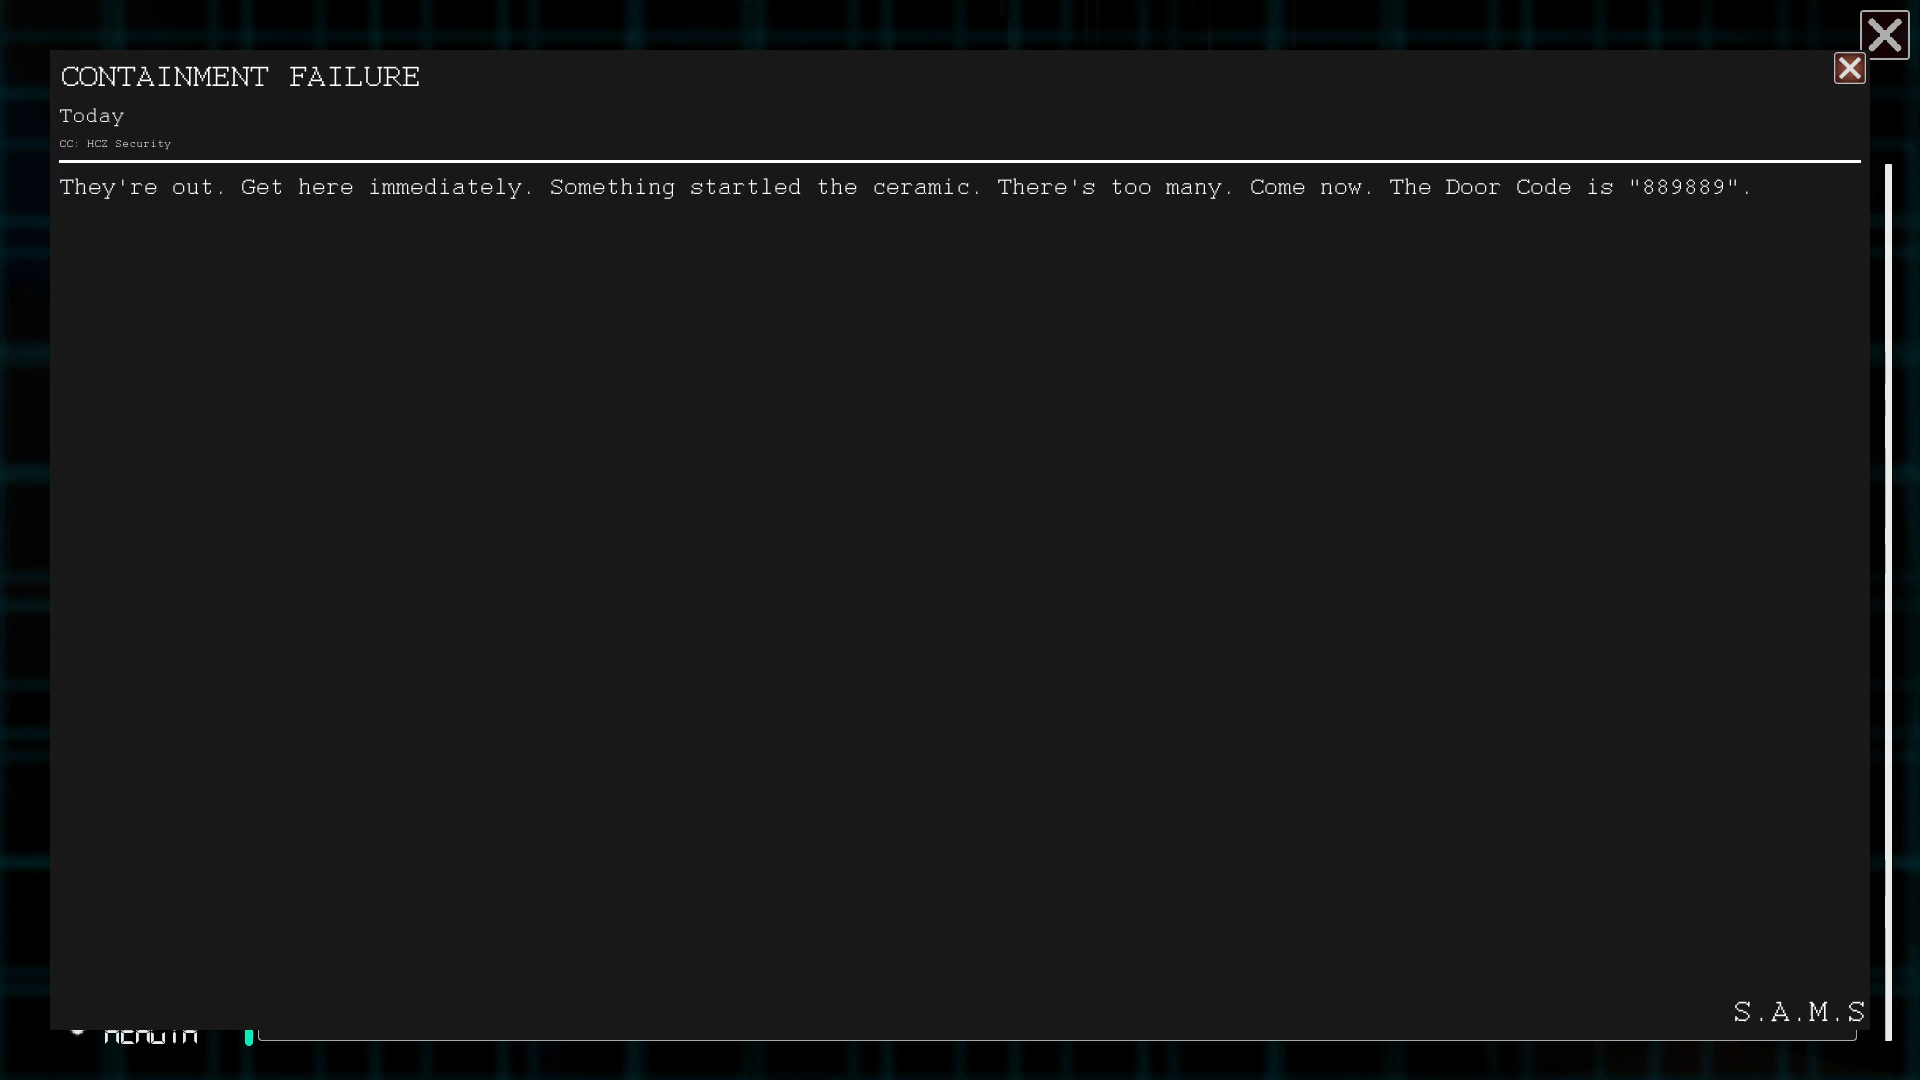 CONTAINMENT FAILURE
Today
CC: HCZ Security
They're out. Get here immediately. Something startled the ceramic. There's too many. Come now. The Door Code is "889889".
S.A.M.S